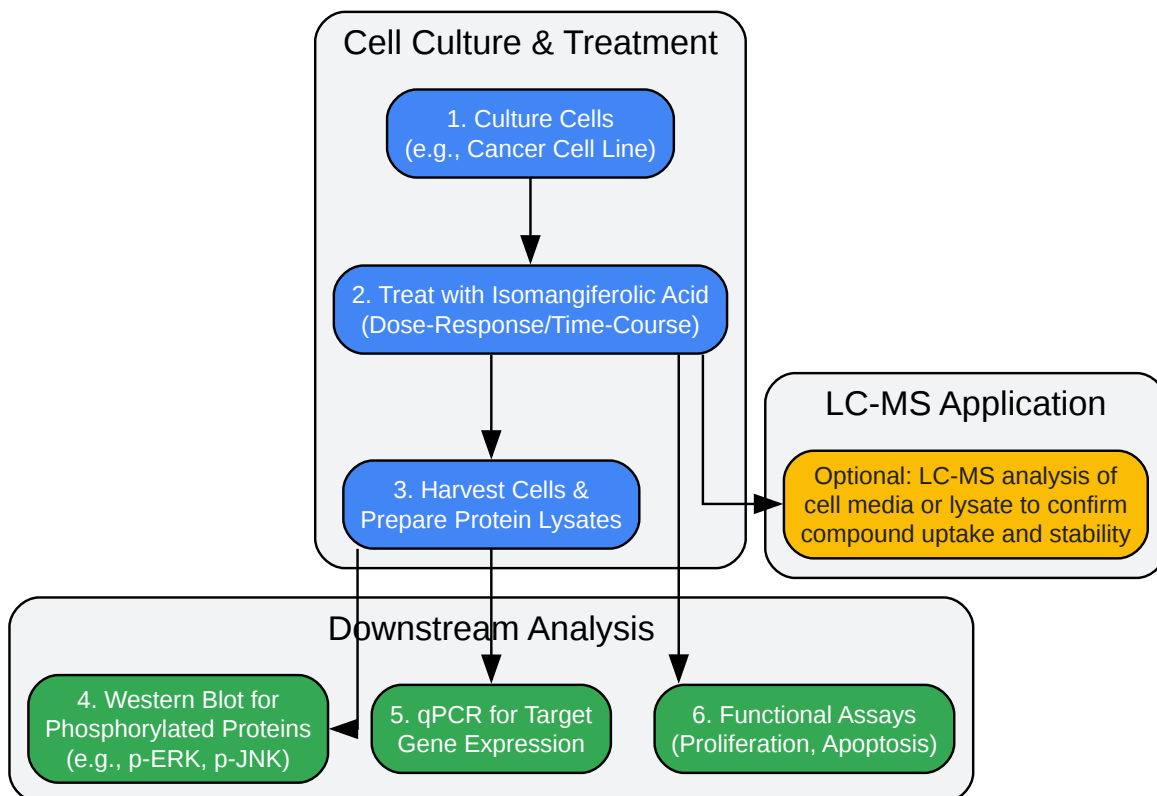 Cell Culture & Treatment
1. Culture Cells
(e.g., Cancer Cell Line)
2. Treat with Isomangiferolic Acid
(Dose-Response/Time-Course)
3. Harvest Cells &
Prepare Protein Lysates
LC-MS Application
Optional: LC-MS analysis of
cell media or lysate to confirm
compound uptake and stability
Downstream Analysis
4. Western Blot for
Phosphorylated Proteins
(e.g., p-ERK, p-JNK)
5. qPCR for Target
Gene Expression
6. Functional Assays
(Proliferation, Apoptosis)